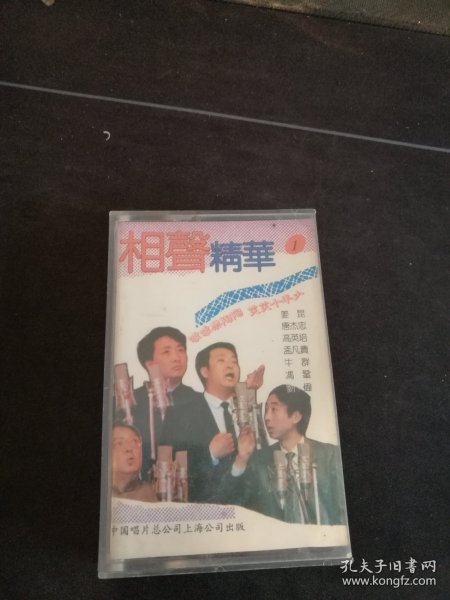 相聲精華 1
姜昆
唐杰忠
高英培
孟凡貴
牛群
馮鞏
中国唱片总公司上海公司出版
孔夫子旧书网
www.kongfz.com